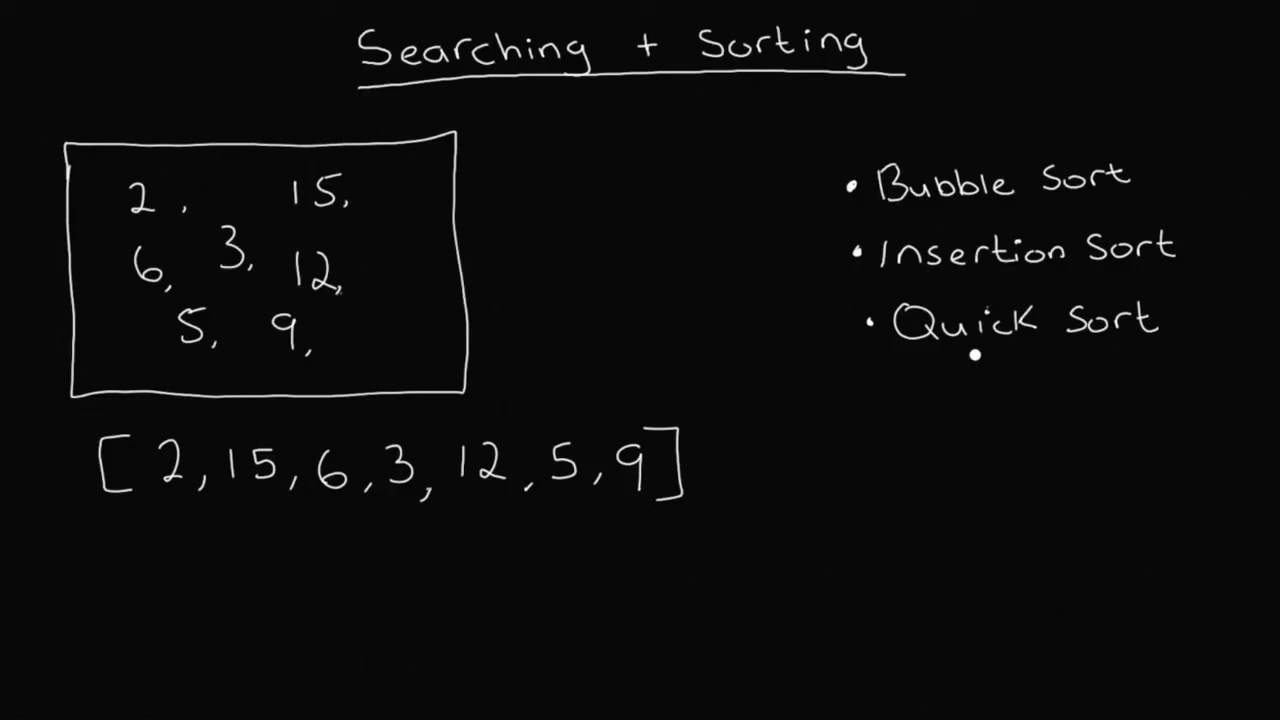 Searching + Sorting
2, 15,
6, 3, 12,
5, 9,
[2, 15, 6, 3, 12, 5, 9]
• Bubble Sort
• Insertion Sort
• Quick Sort